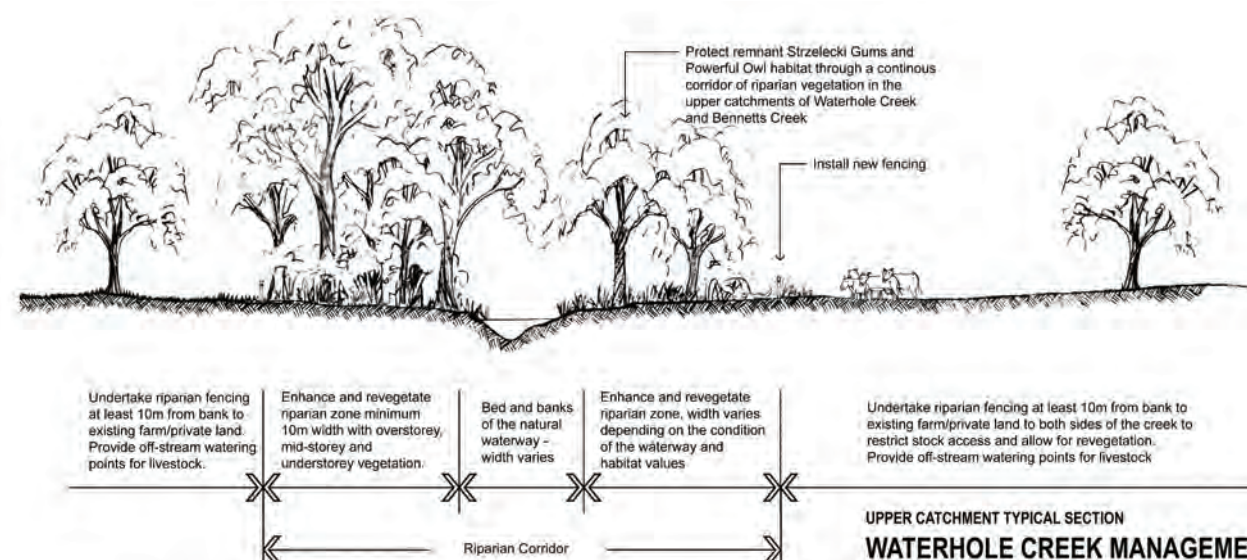 Protect remnant Strzelecki Gums and
Powerful Owl habitat through a continous
corridor of riparian vegetation in the
upper catchments of Waterhole Creek
and Bennetts Creek
Install new fencing
Undertake riparian fencing
at least 10m from bank to
existing farm/private land.
Provide off-stream watering
points for livestock.
Enhance and revegetate
riparian zone minimum
10m width with overstorey,
mid-storey and
understorey vegetation.
Bed and banks
of the natural
waterway -
width varies
Enhance and revegetate
riparian zone, width varies
depending on the condition
of the waterway and
habitat values
Undertake riparian fencing at least 10m from bank to
existing farm/private land to both sides of the creek to
restrict stock access and allow for revegetation.
Provide off-stream watering points for livestock
Riparian Corridor
UPPER CATCHMENT TYPICAL SECTION
WATERHOLE CREEK MANAGEME